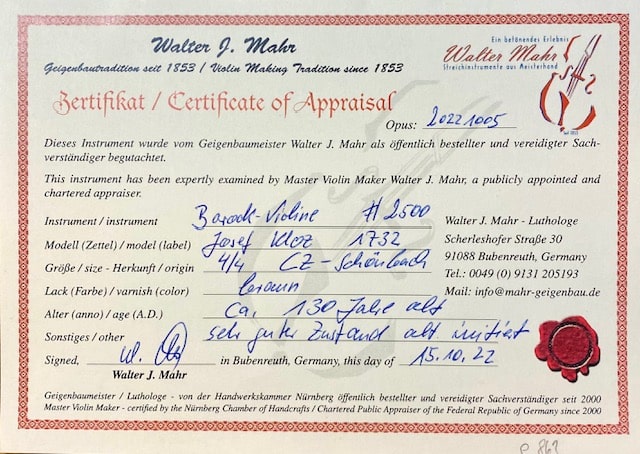 Walter J. Mahr
Geigenbautradition seit 1853 / Violin Making Tradition since 1853
Ein betönendes Erlebnis
Walter Mahr
Streichinstrumente aus Meisterhand
seit 1853
Zertifikat / Certificate of Appraisal
Opus: 20221005
Dieses Instrument wurde vom Geigenbaumeister Walter J. Mahr als öffentlich bestellter und vereidigter Sach-
verständiger begutachtet.
This instrument has been expertly examined by Master Violin Maker Walter J. Mahr, a publicly appointed and
chartered appraiser.
Instrument / instrument Barock-Violine # 2500
Modell (Zettel) / model (label) Josef Kloz 1732
Größe / size - Herkunft / origin 4/4 CZ-Schönbach
Lack (Farbe) / varnish (color) braun
Alter (anno) / age (A.D.) ca. 130 Jahre alt
Sonstiges / other sehr guter Zustand alt imitiert
Walter J. Mahr - Luthologe
Scherleshofer Straße 30
91088 Bubenreuth, Germany
Tel.: 0049 (0) 9131 205193
Mail: info@mahr-geigenbau.de
Signed, in Bubenreuth, Germany, this day of 15.10.22
Walter J. Mahr
Geigenbaumeister / Luthologe - von der Handwerkskammer Nürnberg öffentlich bestellter und vereidigter Sachverständiger seit 2000
Master Violin Maker - certified by the Nürnberg Chamber of Handcrafts / Chartered Public Appraiser of the Federal Republic of Germany since 2000